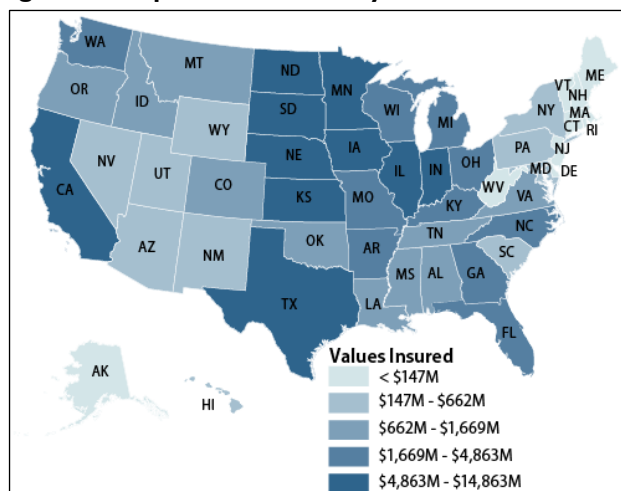 WA
MT
ND
MN
VT
ME
NH
OR
ID
SD
WI
MI
NY
MA
CT
RI
WY
NE
IA
PA
NJ
NV
UT
CO
IL
IN
OH
MD
DE
CA
KS
MO
WV
VA
KY
AZ
NM
OK
AR
TN
NC
SC
TX
LA
MS
AL
GA
FL
AK
HI
Values Insured
< $147M
$147M - $662M
$662M - $1,669M
$1,669M - $4,863M
$4,863M - $14,863M